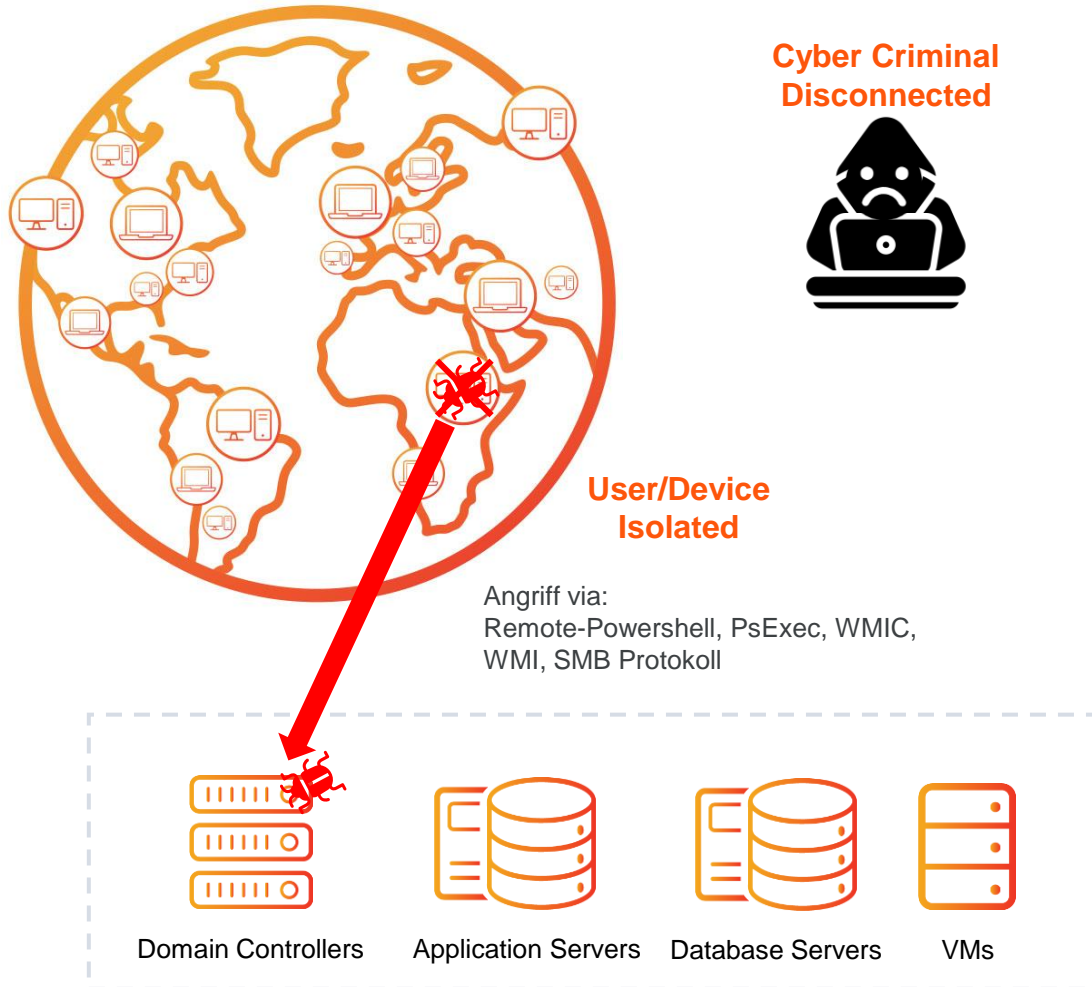 Cyber Criminal
Disconnected
User/Device
Isolated
Angriff via:
Remote-Powershell, PsExec, WMIC,
WMI, SMB Protokoll
Domain Controllers
Application Servers
Database Servers
VMs